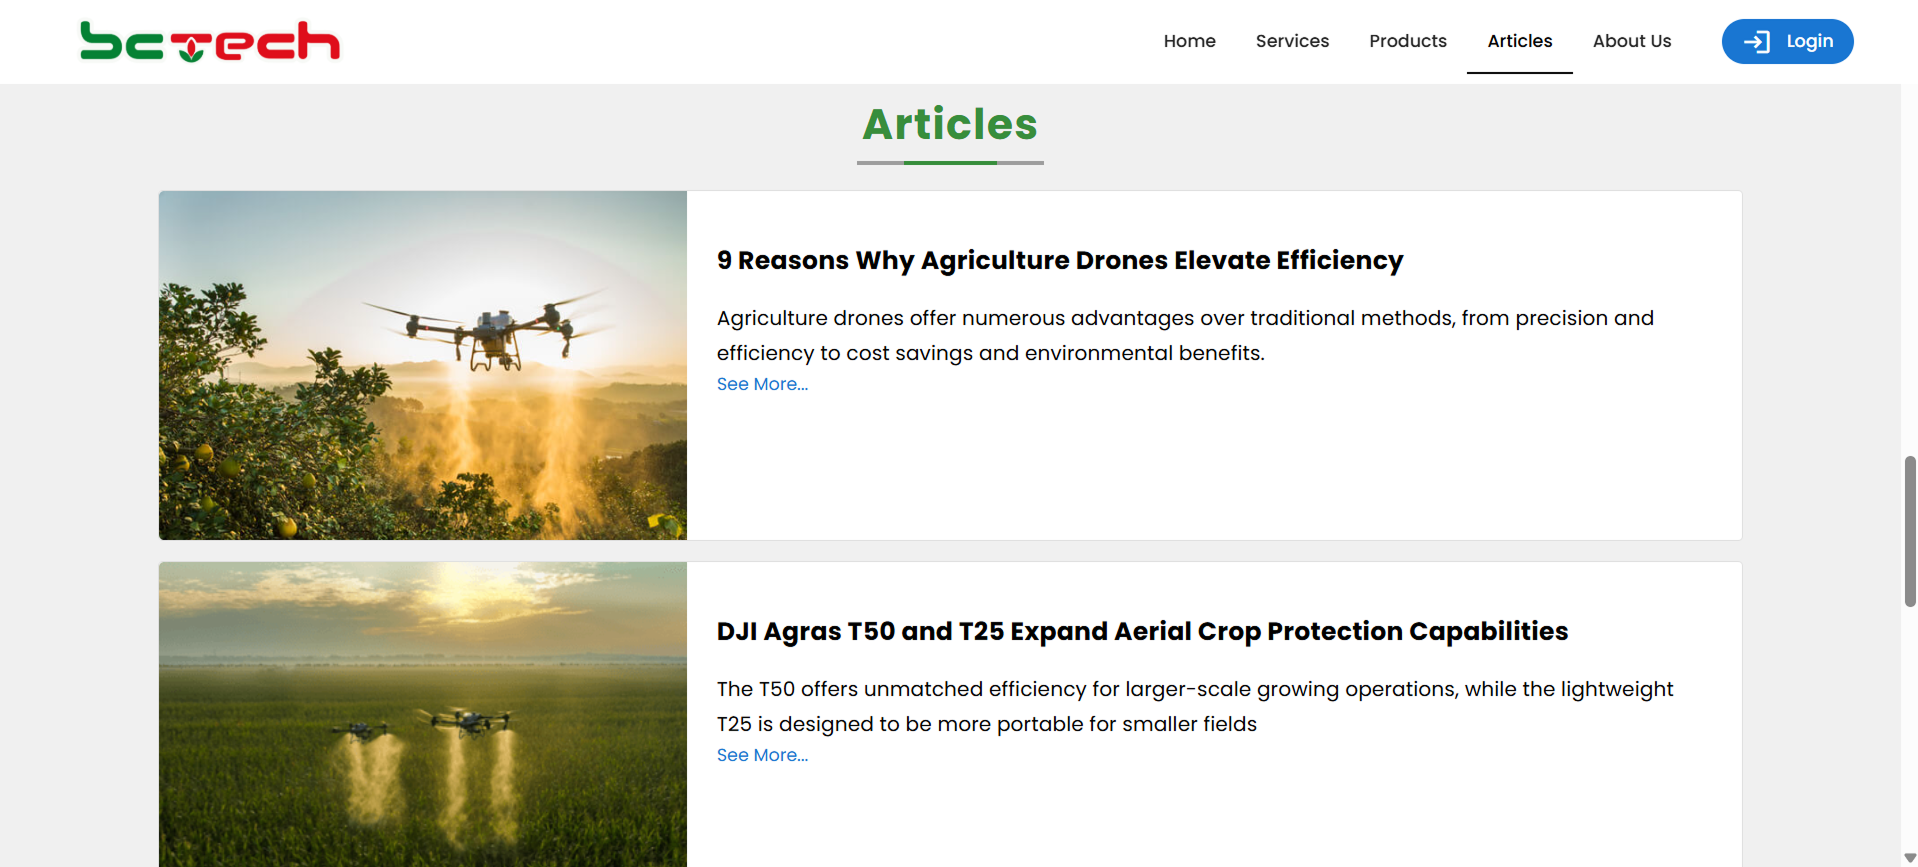 bctech
Home Services Products Articles About Us Login
Articles
9 Reasons Why Agriculture Drones Elevate Efficiency
Agriculture drones offer numerous advantages over traditional methods, from precision and
efficiency to cost savings and environmental benefits.
See More...
DJI Agras T50 and T25 Expand Aerial Crop Protection Capabilities
The T50 offers unmatched efficiency for larger-scale growing operations, while the lightweight
T25 is designed to be more portable for smaller fields
See More...